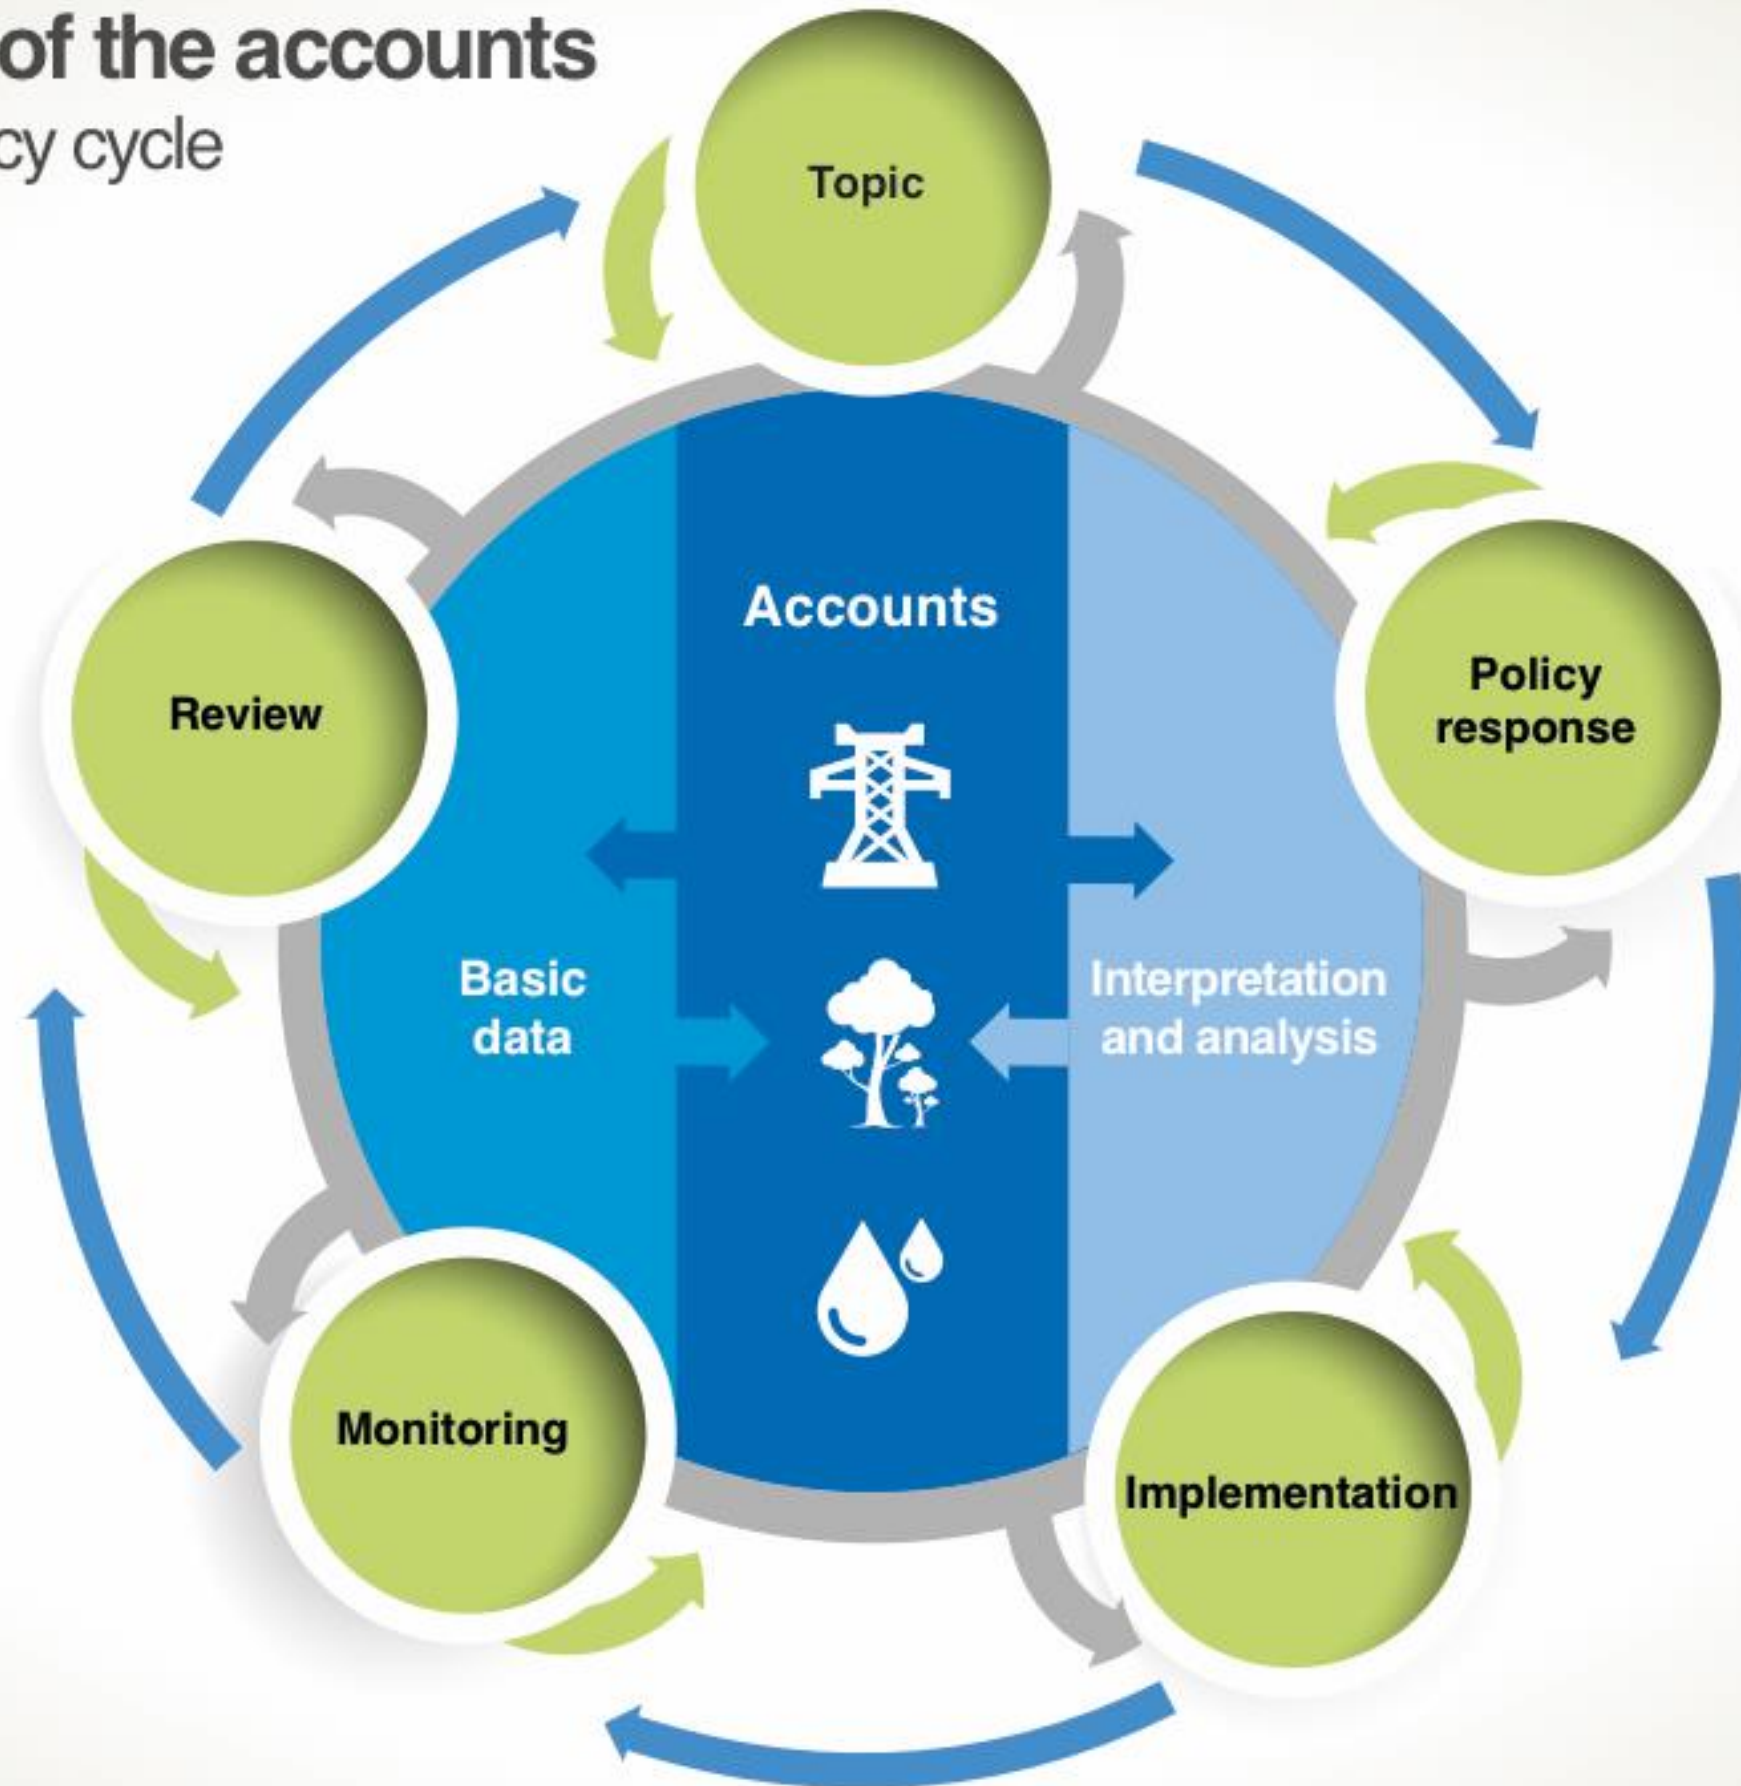 of the accounts
cy cycle
Topic
Accounts
Review
Policy
response
Basic
data
Interpretation
and analysis
Monitoring
Implementation